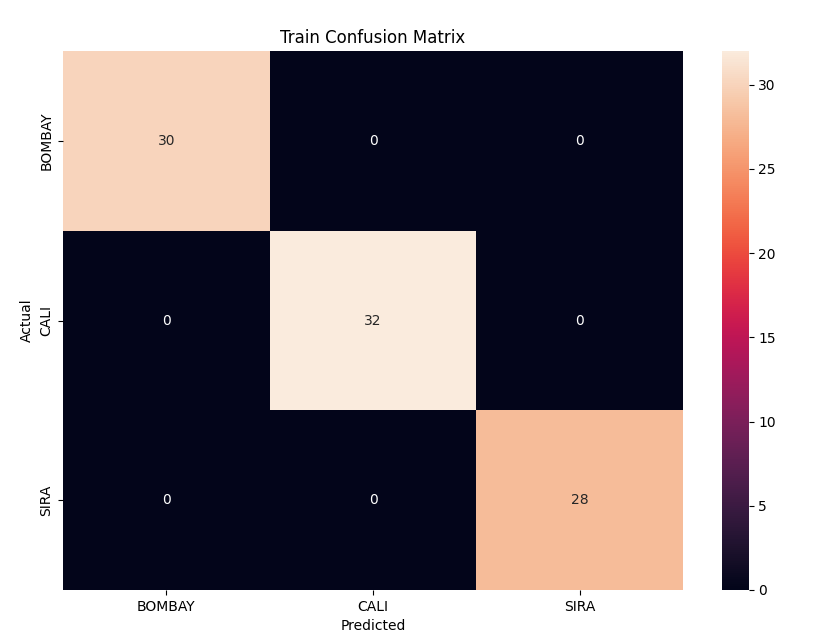 Train Confusion Matrix
BOMBAY 30 0 0
CALI 0 32 0
SIRA 0 0 28
Actual
BOMBAY CALI SIRA
Predicted
30
25
20
15
10
5
0